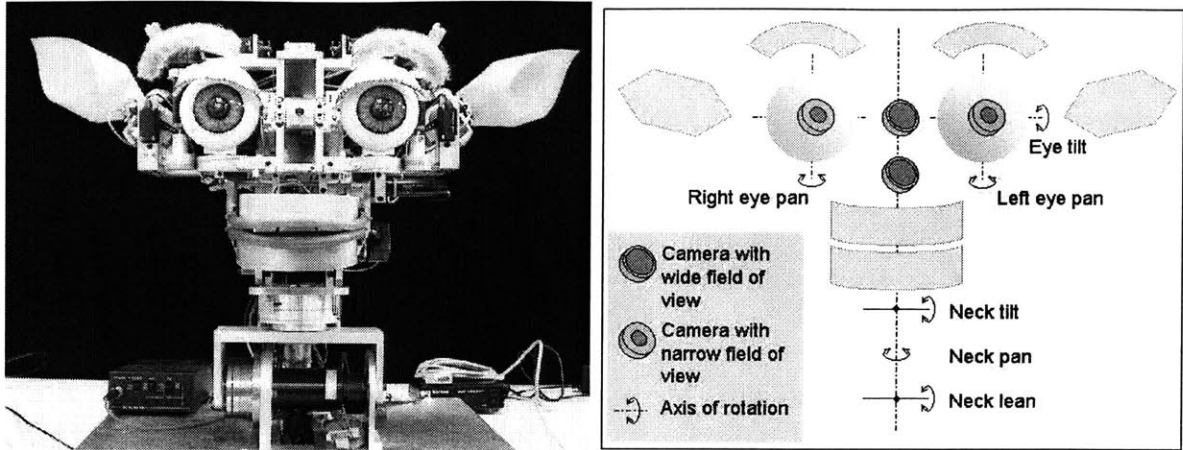 Eye tilt
Right eye pan
Left eye pan
Camera with
wide field of
view
Camera with
narrow field of
view
Axis of rotation
Neck tilt
Neck pan
Neck lean